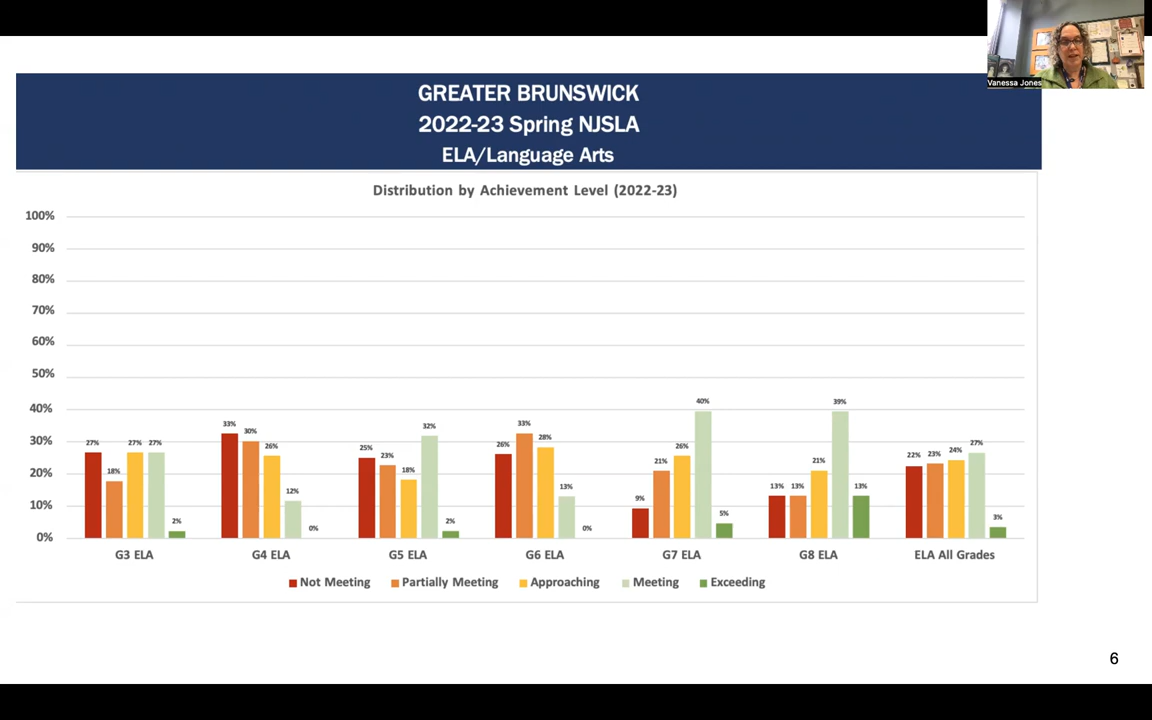 Vanessa Jones
GREATER BRUNSWICK
2022-23 Spring NJSLA
ELA/Language Arts
Distribution by Achievement Level (2022-23)
100%
90%
80%
70%
60%
50%
40%
30%
20%
10%
0%
27% 18% 27% 27% 2%
33% 30% 26% 12% 0%
25% 23% 18% 32% 2%
26% 33% 28% 13% 0%
9% 21% 26% 40% 5%
13% 13% 21% 39% 13%
22% 23% 24% 27% 3%
G3 ELA G4 ELA G5 ELA G6 ELA G7 ELA G8 ELA ELA All Grades
Not Meeting Partially Meeting Approaching Meeting Exceeding
6